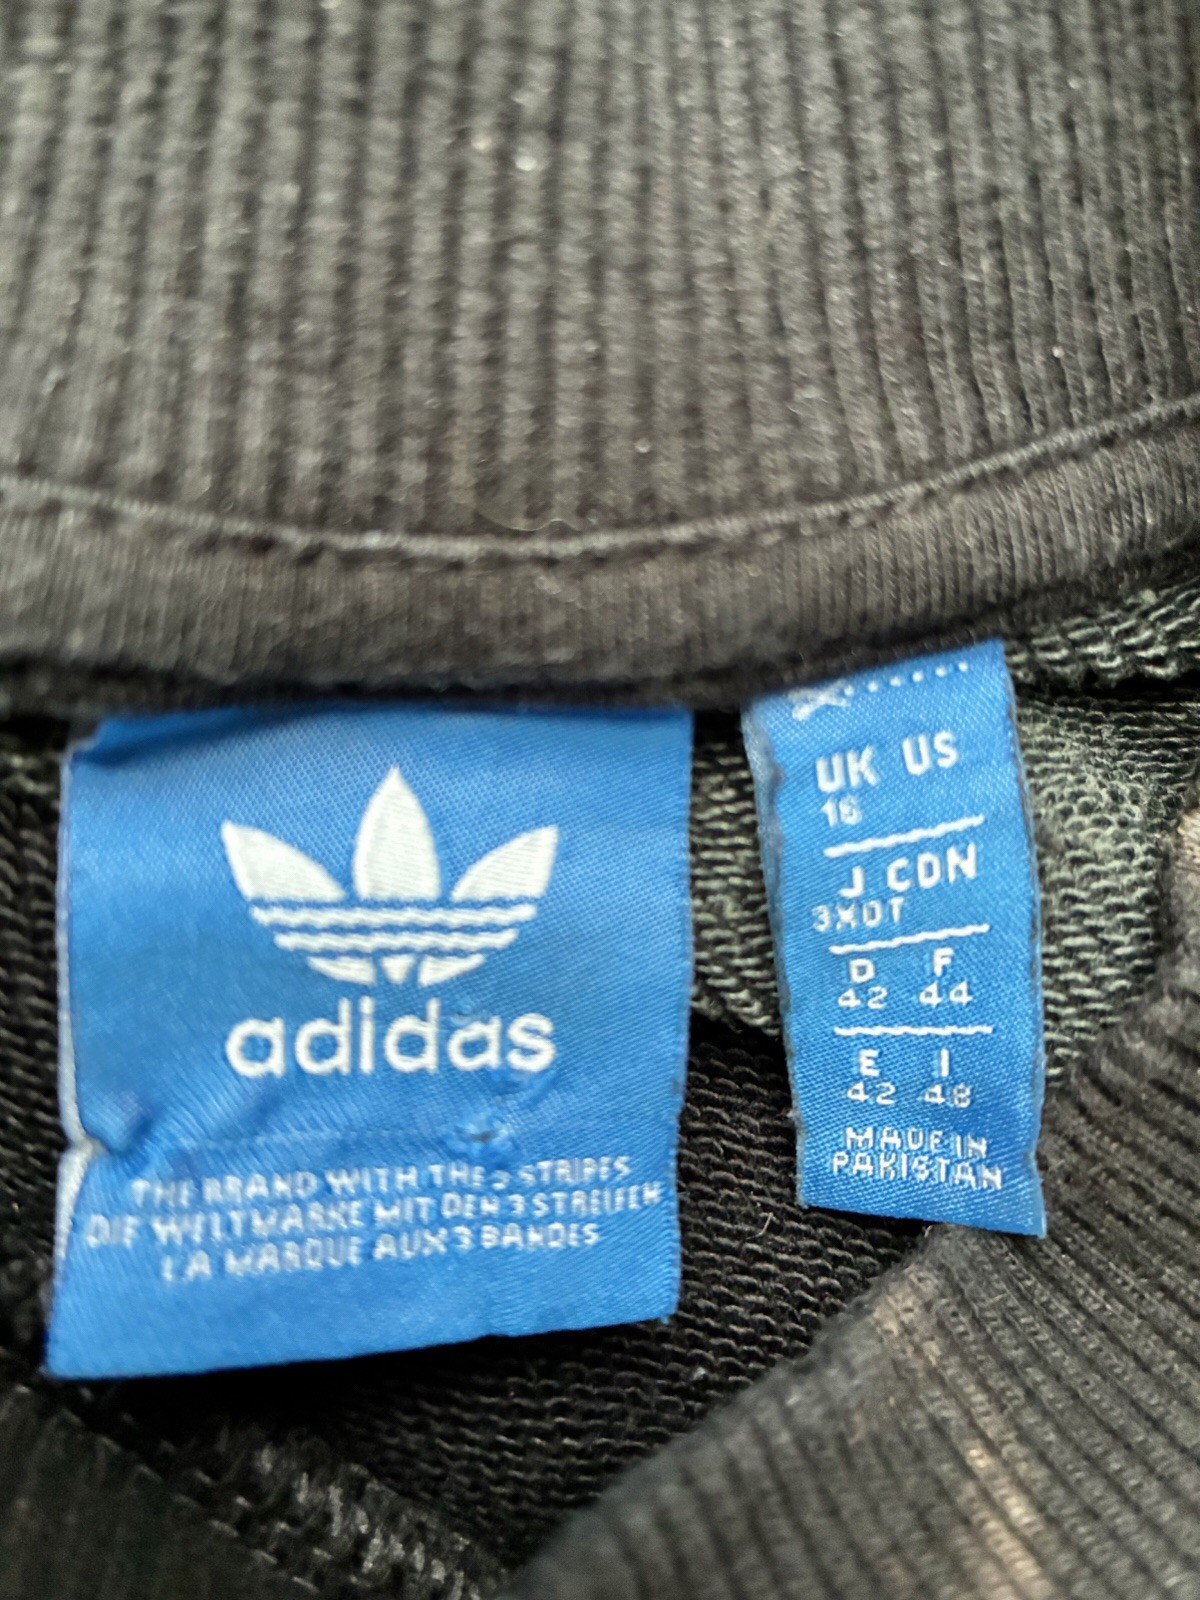 adidas
THE BRAND WITH THE 3 STRIPES
DIE WELTMARKE MIT DEN 3 STREIFEN
LA MARQUE AUX 3 BANDES
UK US
16
J CDN
3XOT
D F
42 44
E I
42 48
MADE IN
PAKISTAN